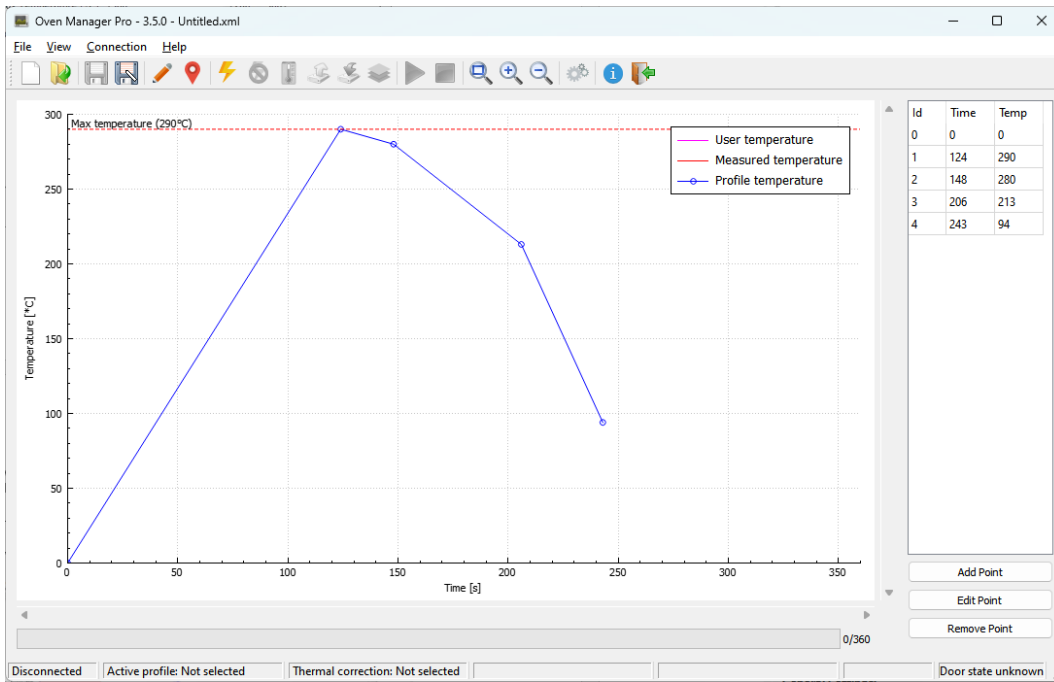 Oven Manager Pro - 3.5.0 - Untitled.xml
File View Connection Help
300
250
200
150
100
50
0
Temperature [*C]
Max temperature (290°C)
User temperature
Measured temperature
Profile temperature
0 50 100 150 200 250 300 350
Time [s]
Id Time Temp
0 0 0
1 124 290
2 148 280
3 206 213
4 243 94
Add Point
Edit Point
Remove Point
0/360
Disconnected Active profile: Not selected Thermal correction: Not selected Door state unknown